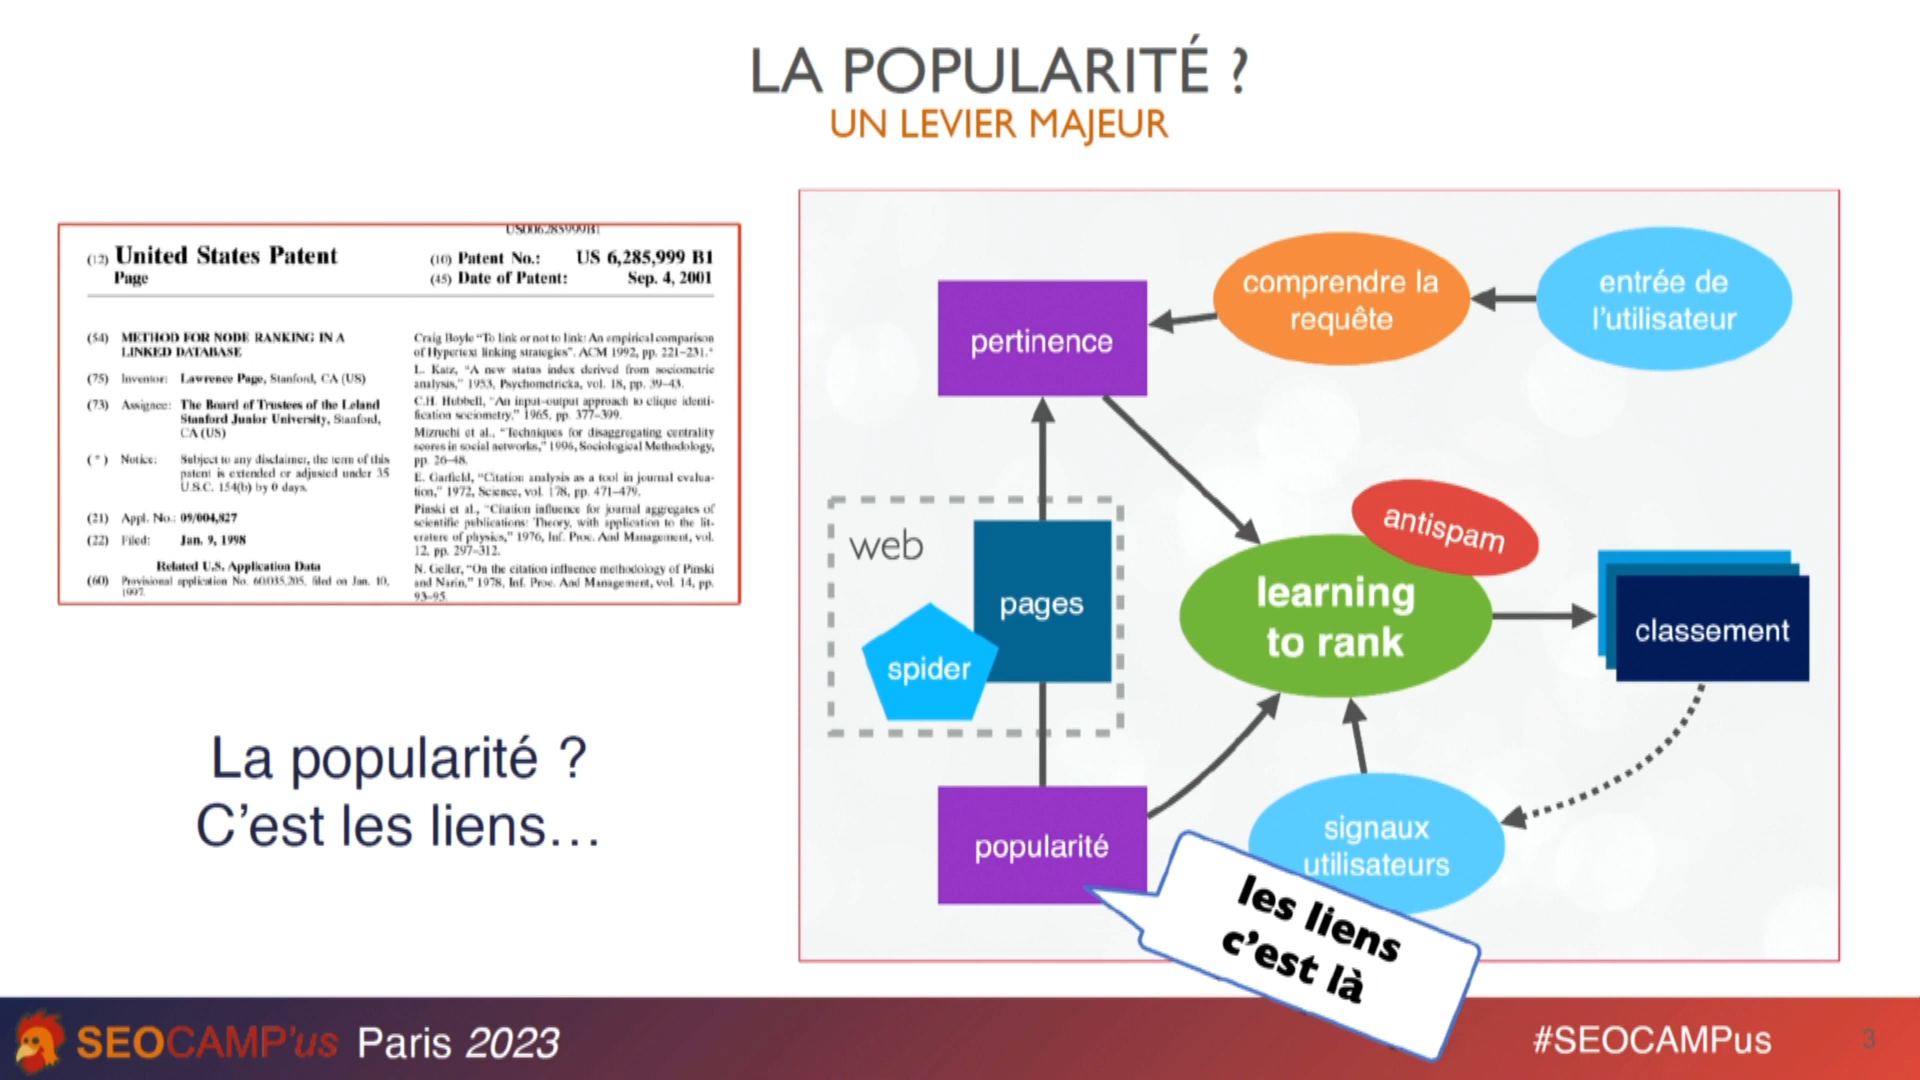 LA POPULARITÉ ?
UN LEVIER MAJEUR
US006285999B1
(12) United States Patent
Page
(10) Patent No.: US 6,285,999 B1
(45) Date of Patent: Sep. 4, 2001
(54) METHOD FOR NODE RANKING IN A
LINKED DATABASE
(75) Inventor: Lawrence Page, Stanford, CA (US)
(73) Assignee: The Board of Trustees of the Leland
Stanford Junior University, Stanford,
CA (US)
(*) Notice: Subject to any disclaimer, the term of this
patent is extended or adjusted under 35
U.S.C. 154(b) by 0 days.
(21) Appl. No.: 09/004,827
(22) Filed: Jan. 9, 1998
Related U.S. Application Data
(60) Provisional application No. 60/035,205, filed on Jan. 10,
1997.
Craig Boyle "To link or not to link: An empirical comparison
of Hypertext linking strategies". ACM 1992, pp. 221–231.*
L. Katz, "A new status index derived from sociometric
analysis," 1953, Psychometricka, vol. 18, pp. 39–43.
C.H. Hubbell, "An input–output approach to clique identi-
fication sociometry," 1965, pp. 377–399.
Mizruchi et al., "Techniques for disaggregating centrality
scores in social networks," 1996, Sociological Methodology,
pp. 26–48.
E. Garfield, "Citation analysis as a tool in journal evalua-
tion," 1972, Science, vol. 178, pp. 471–479.
Pinski et al., "Citation influence for journal aggregates of
scientific publications: Theory, with application to the lit-
erature of physics," 1976, Inf. Proc. And Management, vol.
12, pp. 297–312.
N. Geller, "On the citation influence methodology of Pinski
and Narin," 1978, Inf. Proc. And Management, vol. 14, pp.
93–95.
La popularité ?
C'est les liens…
pertinence
comprendre la
requête
entrée de
l'utilisateur
web
pages
spider
antispam
learning
to rank
classement
popularité
signaux
utilisateurs
les liens
c'est là
SEOCAMP'us Paris 2023
#SEOCAMPus
3